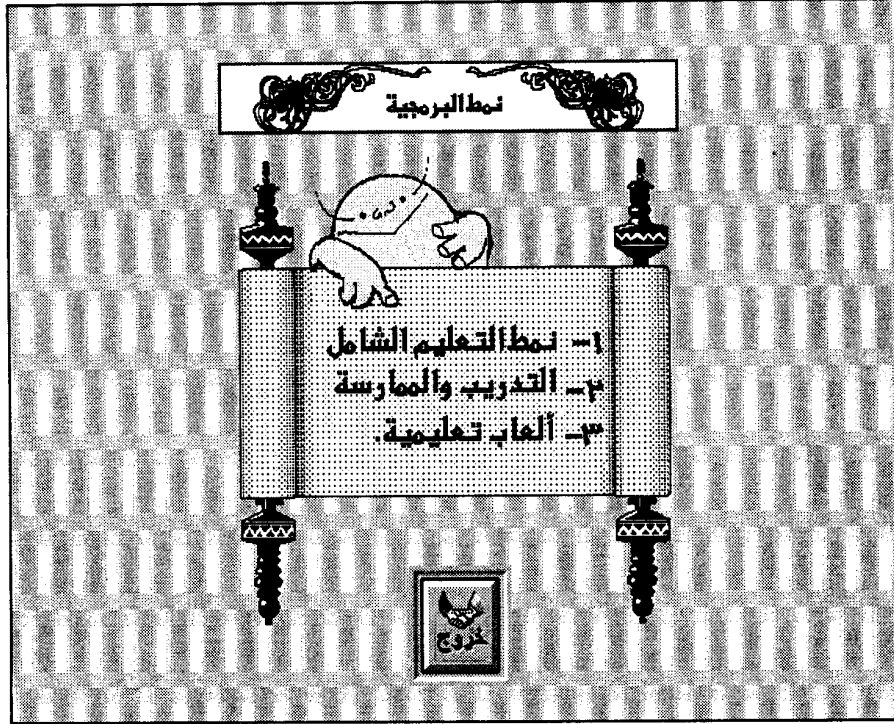 نمط البرمجية
١- نمط التعليم الشامل
٢- التدريب والممارسة
٣- ألعاب تعليمية.
خروج